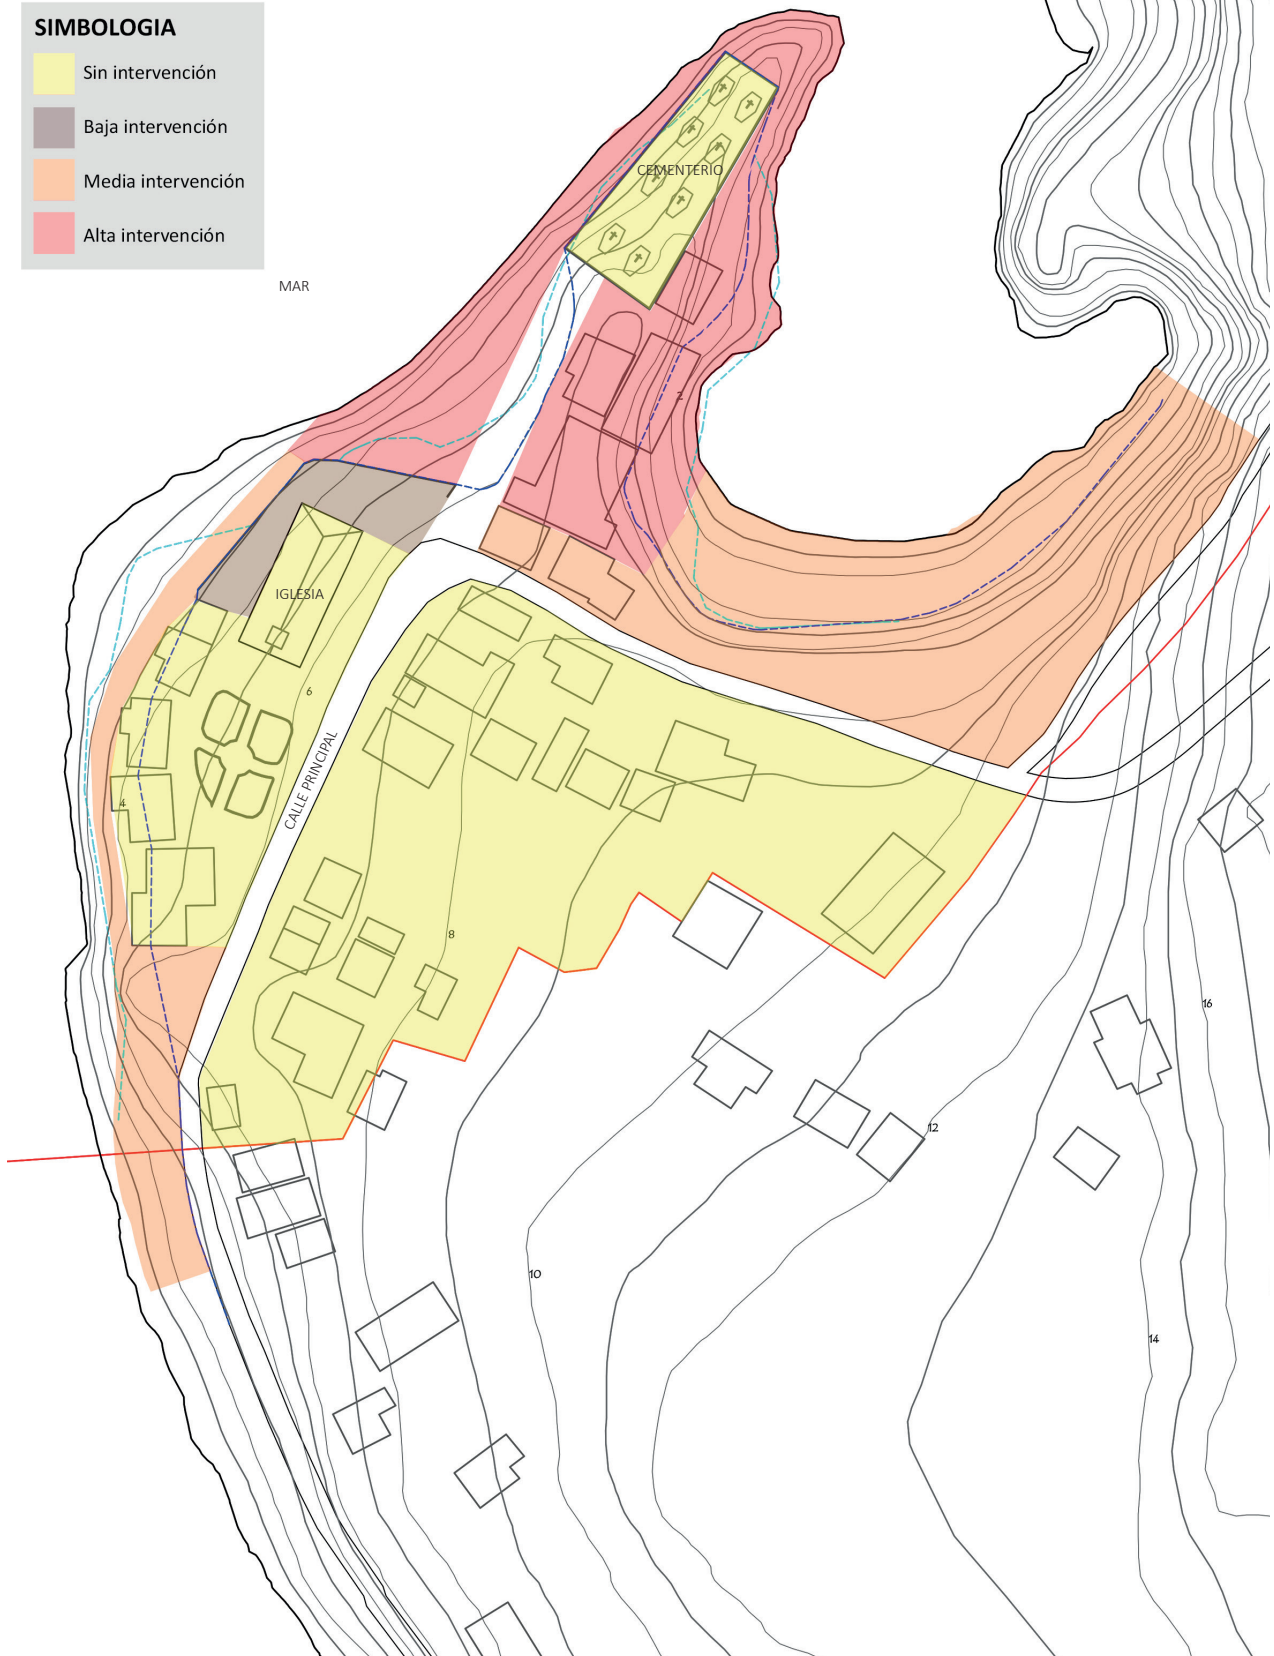 SIMBOLOGIA
Sin intervención
Baja intervención
Media intervención
Alta intervención
CEMENTERIO
MAR
2
IGLESIA
6
CALLE PRINCIPAL
4
8
16
12
10
14